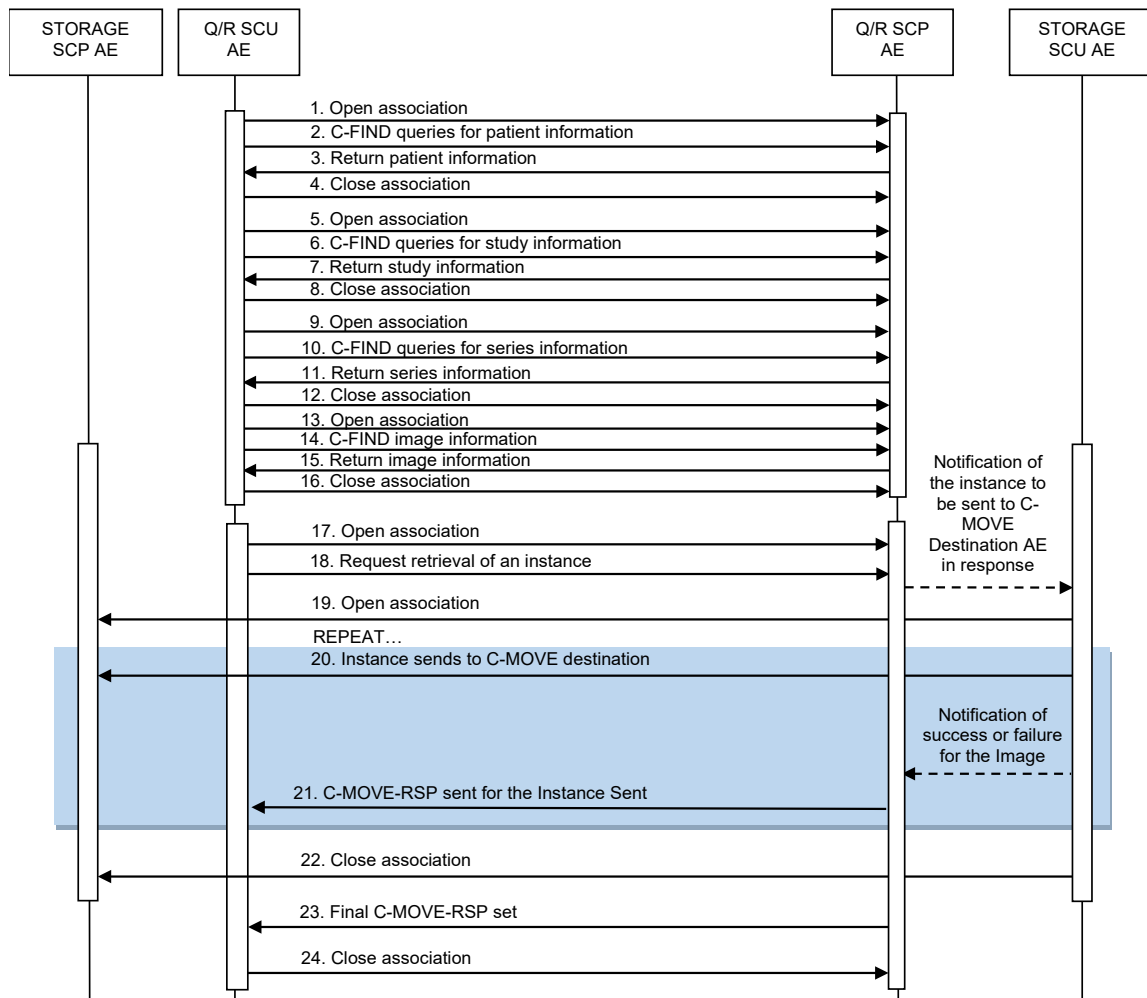 STORAGE
SCP AE
Q/R SCU
AE
Q/R SCP
AE
STORAGE
SCU AE
1. Open association
2. C-FIND queries for patient information
3. Return patient information
4. Close association
5. Open association
6. C-FIND queries for study information
7. Return study information
8. Close association
9. Open association
10. C-FIND queries for series information
11. Return series information
12. Close association
13. Open association
14. C-FIND image information
15. Return image information
16. Close association
Notification of
the instance to
be sent to C-
MOVE
Destination AE
in response
17. Open association
18. Request retrieval of an instance
19. Open association
REPEAT…
20. Instance sends to C-MOVE destination
Notification of
success or failure
for the Image
21. C-MOVE-RSP sent for the Instance Sent
22. Close association
23. Final C-MOVE-RSP set
24. Close association